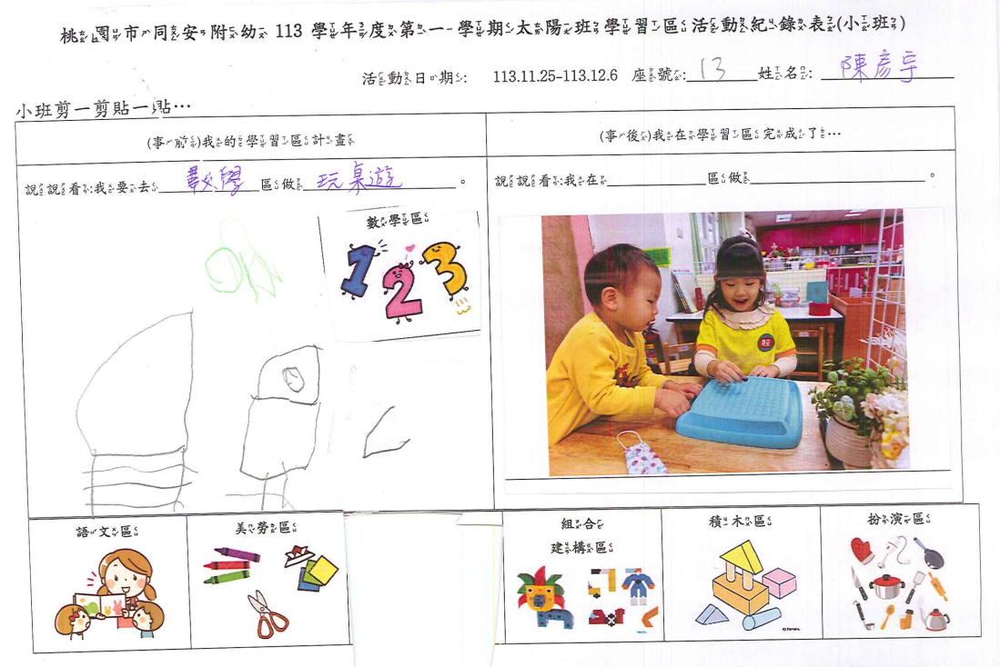 桃園市同安附幼 113 學年度第一學期太陽班學習區活動紀錄表(小班)
活動日期: 113.11.25-113.12.6 座號: 13 姓名: 陳彥宇
小班剪一剪貼一貼…
(事前)我的學習區計畫
(事後)我在學習區完成了…
說說看:我要去 數學 區做 玩桌遊 。
說說看:我在 區做 。
數學區
1 2 3
語文區
美勞區
組合建構區
積木區
扮演區